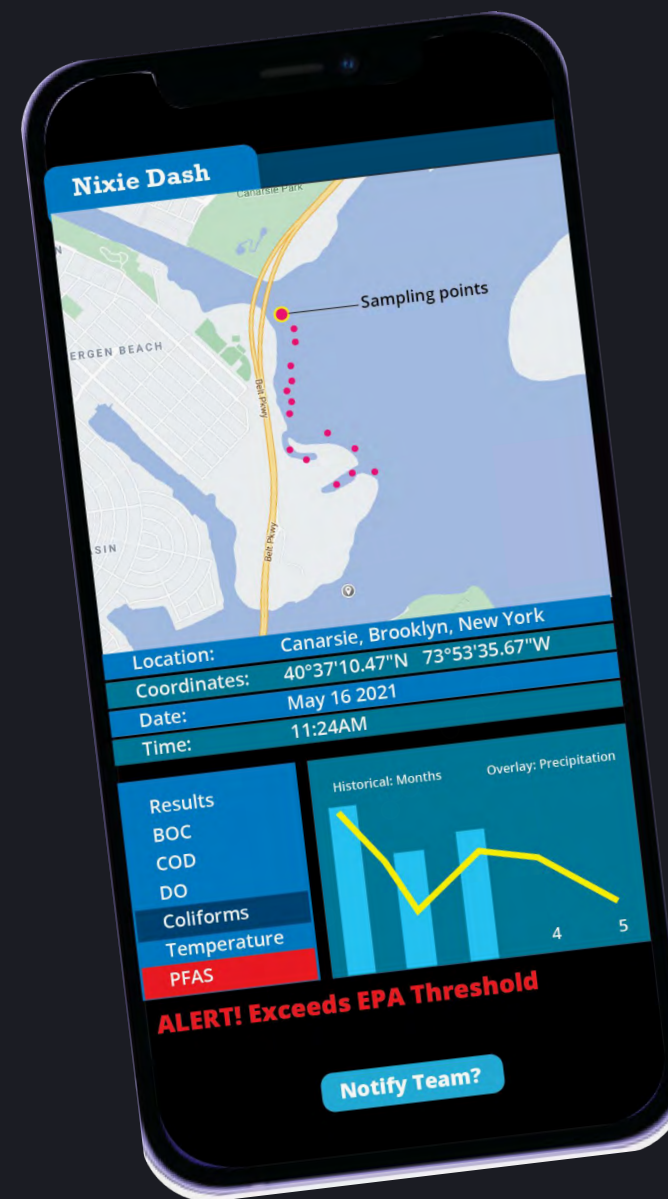 Nixie Dash
Canarsie Park
Sampling points
ERGEN BEACH
Belt Pkwy
SIN
Belt Pkwy
Location: Canarsie, Brooklyn, New York
Coordinates: 40°37'10.47"N 73°53'35.67"W
Date: May 16 2021
Time: 11:24AM
Results
BOC
COD
DO
Coliforms
Temperature
PFAS
Historical: Months Overlay: Precipitation
4 5
ALERT! Exceeds EPA Threshold
Notify Team?